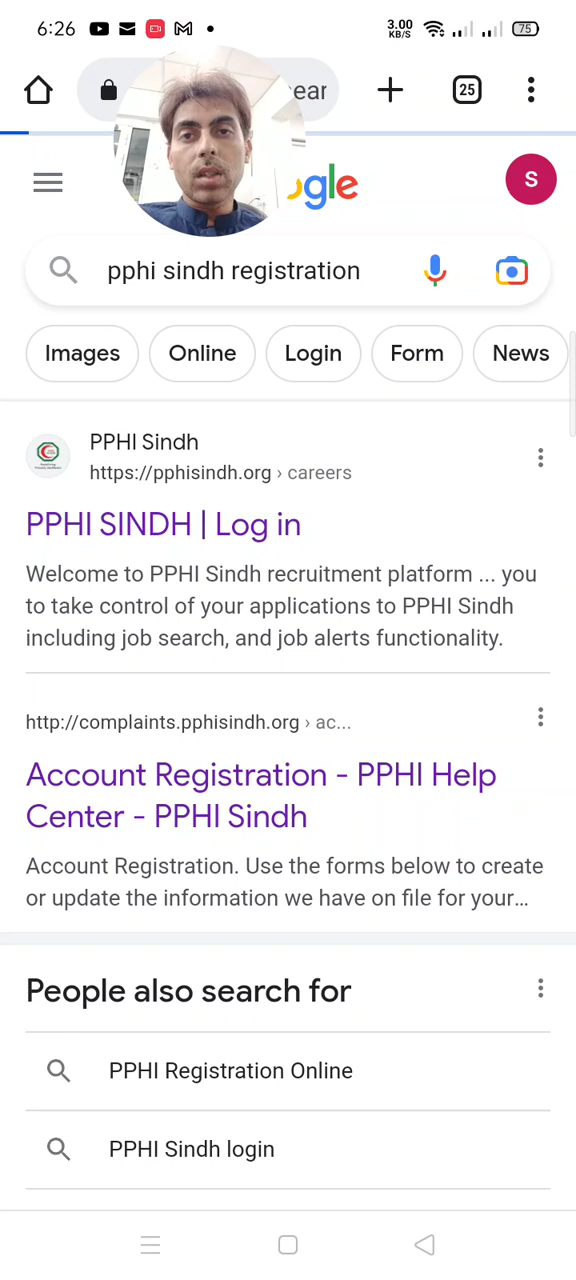 6:26
3.00
KB/S
75
ear
25
gle
S
pphi sindh registration
Images
Online
Login
Form
News
PPHI Sindh
https://pphisindh.org › careers
PPHI SINDH | Log in
Welcome to PPHI Sindh recruitment platform ... you
to take control of your applications to PPHI Sindh
including job search, and job alerts functionality.
http://complaints.pphisindh.org › ac...
Account Registration - PPHI Help
Center - PPHI Sindh
Account Registration. Use the forms below to create
or update the information we have on file for your...
People also search for
PPHI Registration Online
PPHI Sindh login